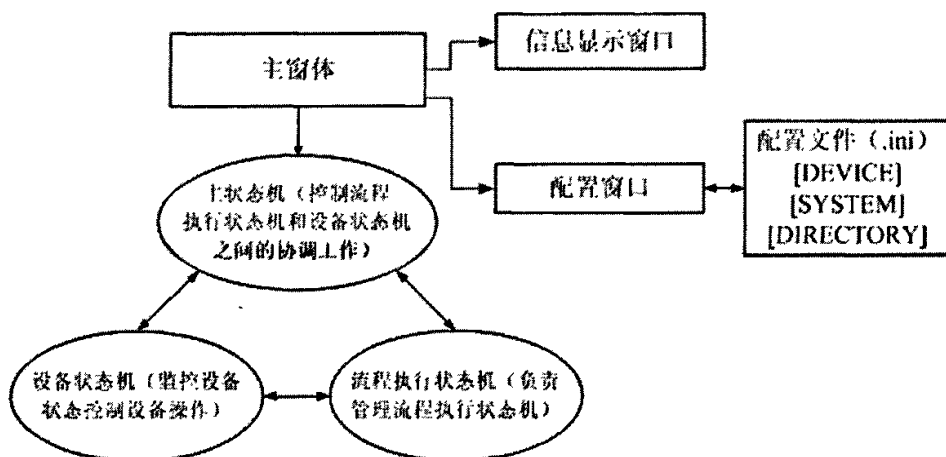 主窗体
信息显示窗口
配置窗口
配置文件（.ini）
[DEVICE]
[SYSTEM]
[DIRECTORY]
主状态机（控制流程
执行状态机和设备状态机
之间的协调工作）
设备状态机（监控设备
状态控制设备操作）
流程执行状态机（负责
管理流程执行状态机）